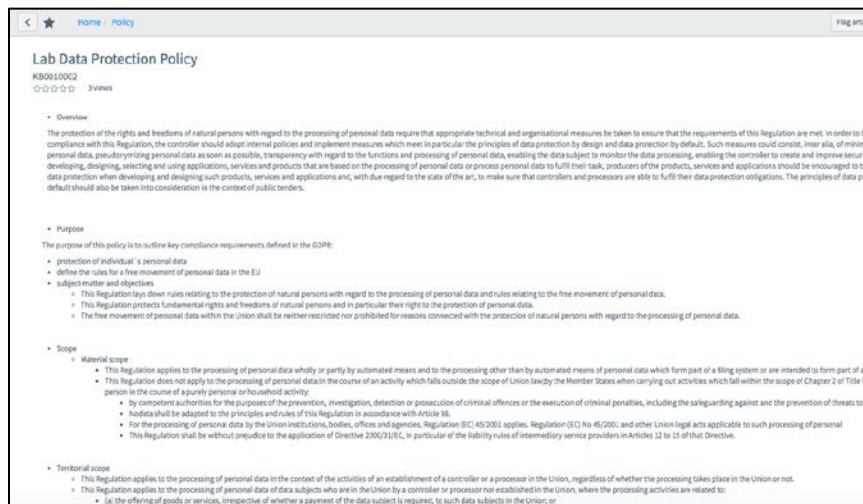 Home / Policy
Flag arti
Lab Data Protection Policy
KB0010002
3 views
Overview
The protection of the rights and freedoms of natural persons with regard to the processing of personal data require that appropriate technical and organisational measures be taken to ensure that the requirements of this Regulation are met. In order to
compliance with this Regulation, the controller should adopt internal policies and implement measures which meet in particular the principles of data protection by design and data protection by default. Such measures could consist, inter alia, of minim
personal data, pseudonymizing personal data as soon as possible, transparency with regard to the functions and processing of personal data, enabling the data subject to monitor the data processing, enabling the controller to create and improve secur
developing, designing, selecting and using applications, services and products that are based on the processing of personal data or process personal data to fulfil their task, producers of the products, services and applications should be encouraged to t
data protection when developing and designing such products, services and applications and, with due regard to the state of the art, to make sure that controllers and processors are able to fulfil their data protection obligations. The principles of data p
default should also be taken into consideration in the context of public tenders.
Purpose
The purpose of this policy is to outline key compliance requirements defined in the GDPR:
protection of individual`s personal data
define the rules for a free movement of personal data in the EU
subject-matter and objectives
This Regulation lays down rules relating to the protection of natural persons with regard to the processing of personal data and rules relating to the free movement of personal data.
This Regulation protects fundamental rights and freedoms of natural persons and in particular their right to the protection of personal data.
The free movement of personal data within the Union shall be neither restricted nor prohibited for reasons connected with the protection of natural persons with regard to the processing of personal data.
Scope
Material scope
This Regulation applies to the processing of personal data wholly or partly by automated means and to the processing other than by automated means of personal data which form part of a filing system or are intended to form part of a
This Regulation does not apply to the processing of personal data in the course of an activity which falls outside the scope of Union law;by the Member States when carrying out activities which fall within the scope of Chapter 2 of Title
person in the course of a purely personal or household activity;
by competent authorities for the purposes of the prevention, investigation, detection or prosecution of criminal offences or the execution of criminal penalties, including the safeguarding against and the prevention of threats to
shall be adapted to the principles and rules of this Regulation in accordance with Article 98.
For the processing of personal data by the Union institutions, bodies, offices and agencies, Regulation (EC) 45/2001 applies. Regulation (EC) No 45/2001 and other Union legal acts applicable to such processing of personal
This Regulation shall be without prejudice to the application of Directive 2000/31/EC, in particular of the liability rules of intermediary service providers in Articles 12 to 15 of that Directive.
Territorial scope
This Regulation applies to the processing of personal data in the context of the activities of an establishment of a controller or a processor in the Union, regardless of whether the processing takes place in the Union or not.
This Regulation applies to the processing of personal data of data subjects who are in the Union by a controller or processor not established in the Union, where the processing activities are related to:
(a) the offering of goods or services, irrespective of whether a payment of the data subject is required, to such data subjects in the Union; or